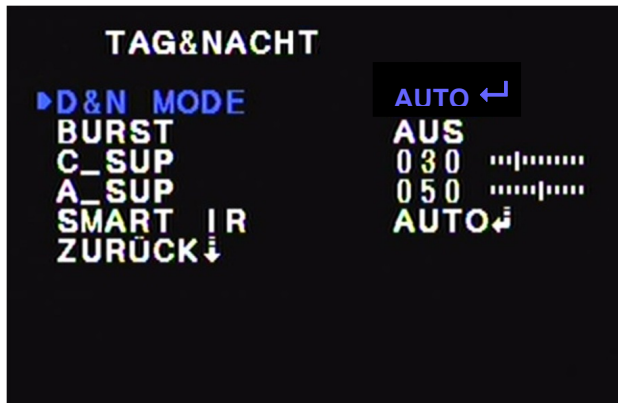 TAG&NACHT
D&N MODE AUTO ↵
BURST AUS
C_SUP 030
A_SUP 050
SMART IR AUTO↵
ZURÜCK